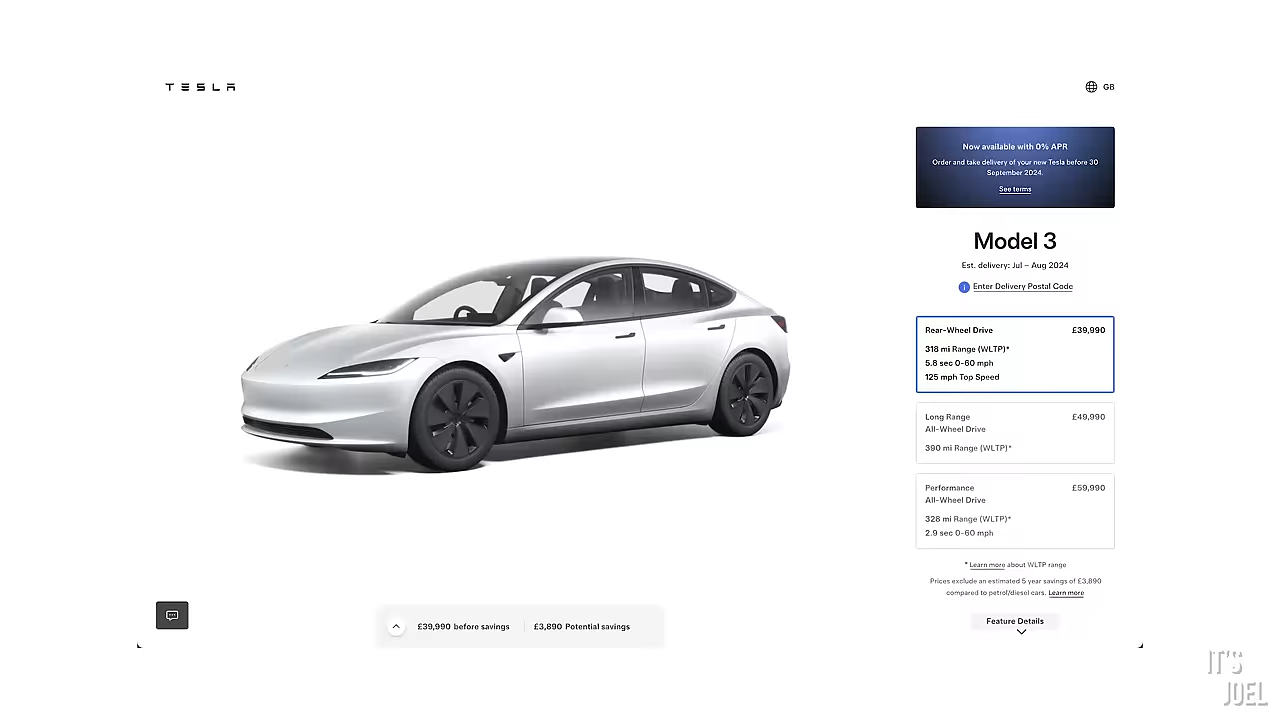 TESLA
GB
Now available with 0% APR
Order and take delivery of your new Tesla before 30
September 2024.
See terms
Model 3
Est. delivery: Jul – Aug 2024
i Enter Delivery Postal Code
Rear-Wheel Drive £39,990
318 mi Range (WLTP)*
5.8 sec 0-60 mph
125 mph Top Speed
Long Range £49,990
All-Wheel Drive
390 mi Range (WLTP)*
Performance £59,990
All-Wheel Drive
328 mi Range (WLTP)*
2.9 sec 0-60 mph
* Learn more about WLTP range
Prices exclude an estimated 5 year savings of £3,890
compared to petrol/diesel cars. Learn more
Feature Details
£39,990 before savings £3,890 Potential savings
IT'S
JOEL